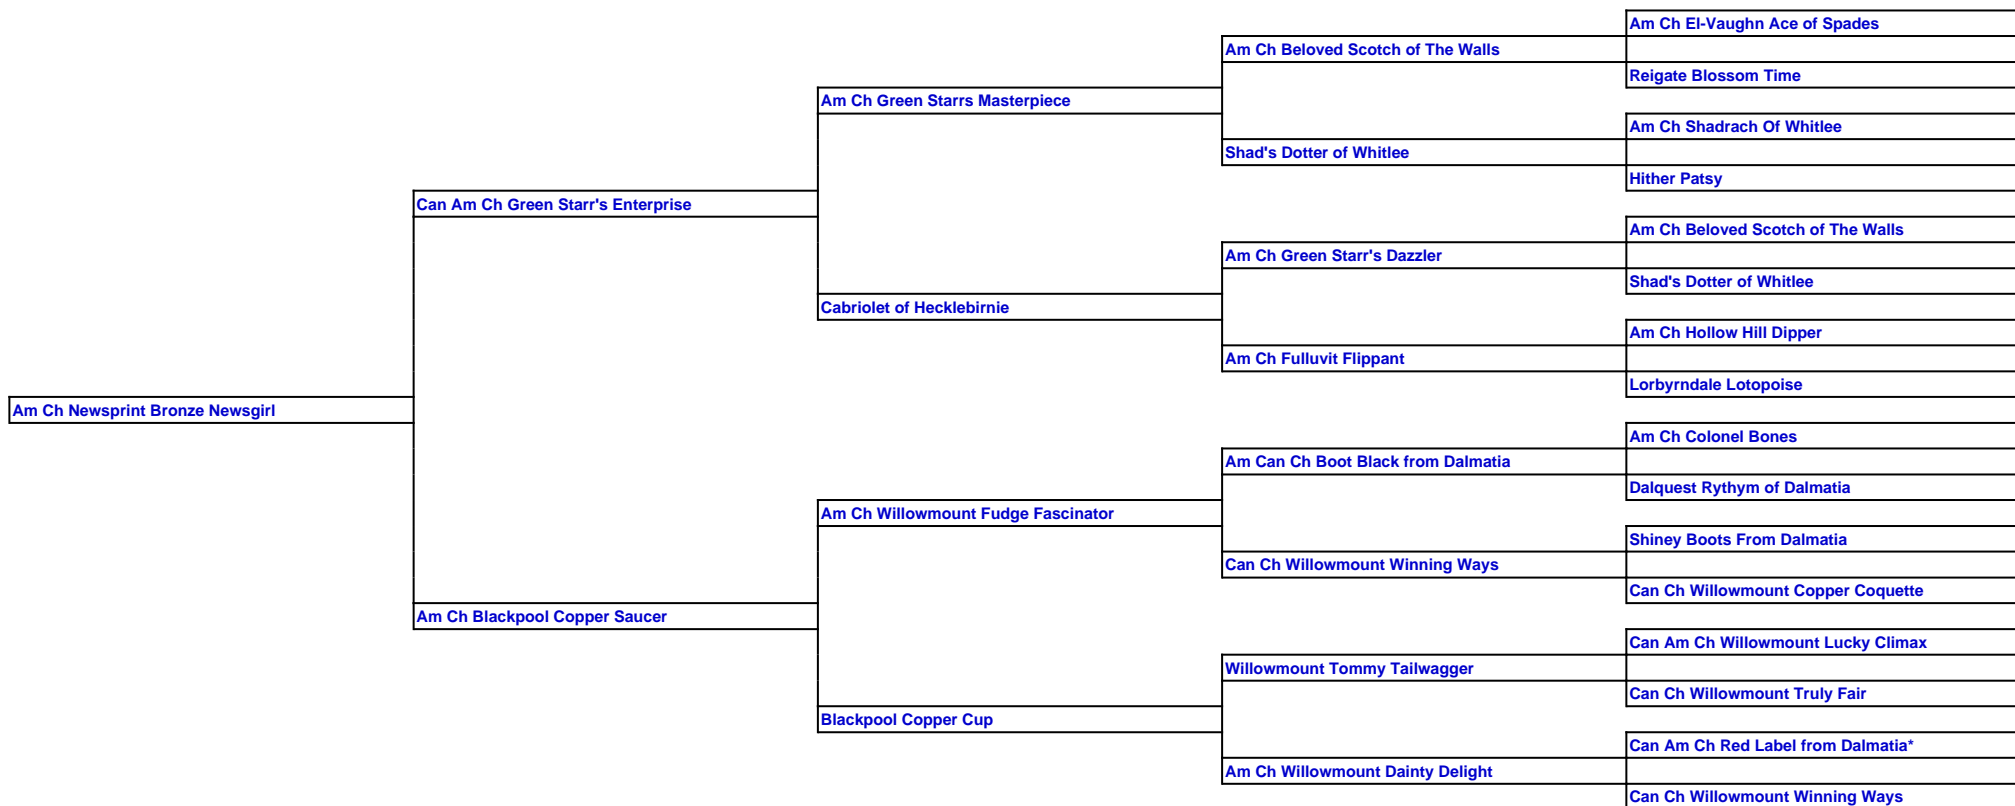 Am Ch El-Vaughn Ace of Spades
Am Ch Beloved Scotch of The Walls
Reigate Blossom Time
Am Ch Green Starrs Masterpiece
Am Ch Shadrach Of Whitlee
Shad's Dotter of Whitlee
Hither Patsy
Can Am Ch Green Starr's Enterprise
Am Ch Beloved Scotch of The Walls
Am Ch Green Starr's Dazzler
Shad's Dotter of Whitlee
Cabriolet of Hecklebirnie
Am Ch Hollow Hill Dipper
Am Ch Fulluvit Flippant
Lorbyrndale Lotopoise
Am Ch Newsprint Bronze Newsgirl
Am Ch Colonel Bones
Am Can Ch Boot Black from Dalmatia
Dalquest Rythym of Dalmatia
Am Ch Willowmount Fudge Fascinator
Shiney Boots From Dalmatia
Can Ch Willowmount Winning Ways
Can Ch Willowmount Copper Coquette
Am Ch Blackpool Copper Saucer
Can Am Ch Willowmount Lucky Climax
Willowmount Tommy Tailwagger
Can Ch Willowmount Truly Fair
Blackpool Copper Cup
Can Am Ch Red Label from Dalmatia*
Am Ch Willowmount Dainty Delight
Can Ch Willowmount Winning Ways